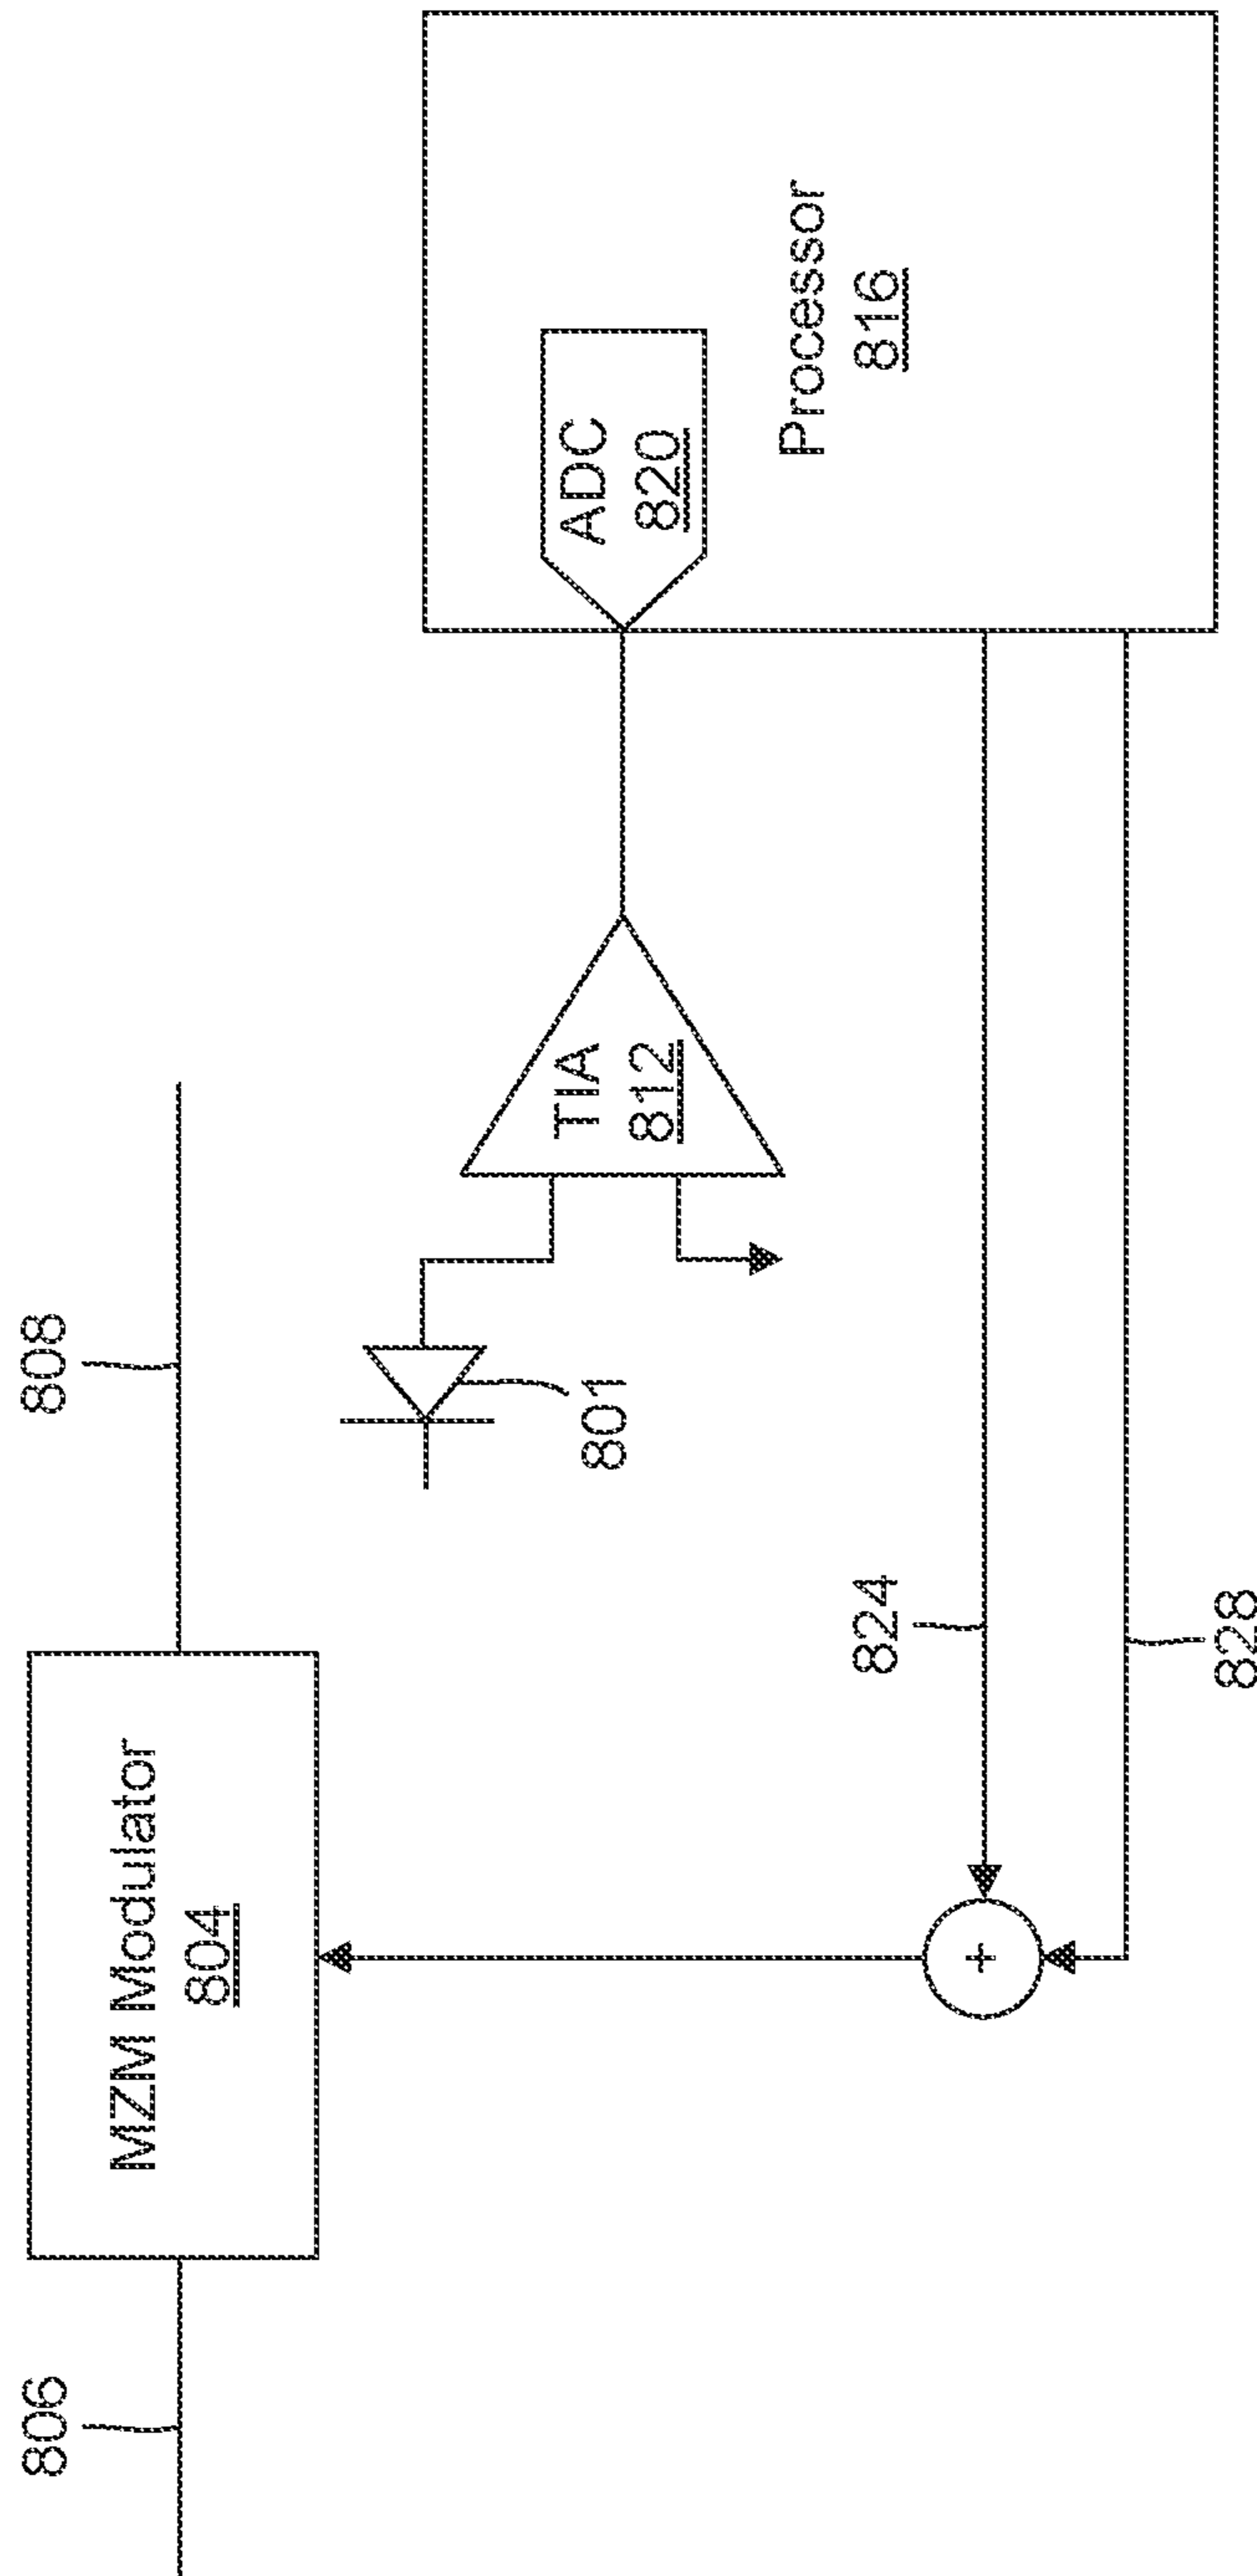 806
MZM Modulator
804
808
801
TIA
812
ADC
820
Processor
816
824
+
828